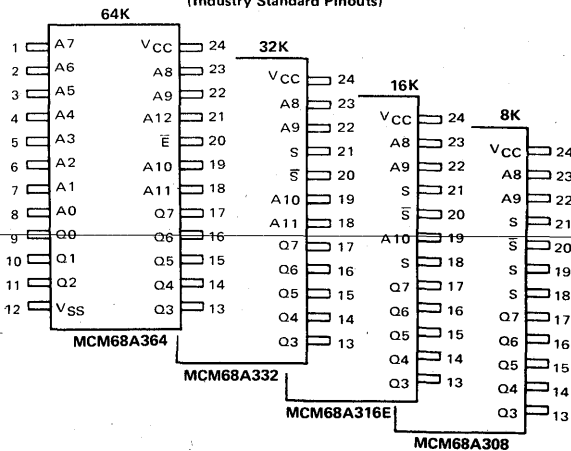 (Industry Standard Pinouts)
64K
1 A7 VCC 24
2 A6 A8 23
3 A5 A9 22
4 A4 A12 21
5 A3 E̅ 20
6 A2 A10 19
7 A1 A11 18
8 A0 Q7 17
9 Q0 Q6 16
10 Q1 Q5 15
11 Q2 Q4 14
12 VSS Q3 13
MCM68A364
32K
VCC 24
A8 23
A9 22
S 21
S̅ 20
A10 19
A11 18
Q7 17
Q6 16
Q5 15
Q4 14
Q3 13
MCM68A332
16K
VCC 24
A8 23
A9 22
S 21
S̅ 20
A10 19
S 18
Q7 17
Q6 16
Q5 15
Q4 14
Q3 13
MCM68A316E
8K
VCC 24
A8 23
A9 22
S 21
S̅ 20
S 19
S 18
Q7 17
Q6 16
Q5 15
Q4 14
Q3 13
MCM68A308